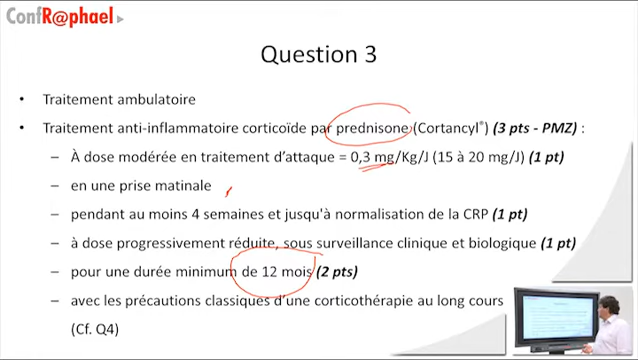 ConfR@phael
Question 3
• Traitement ambulatoire
• Traitement anti-inflammatoire corticoïde par prednisone (Cortancyl®) (3 pts - PMZ) :
– À dose modérée en traitement d'attaque = 0,3 mg/Kg/J (15 à 20 mg/J) (1 pt)
– en une prise matinale
– pendant au moins 4 semaines et jusqu'à normalisation de la CRP (1 pt)
– à dose progressivement réduite, sous surveillance clinique et biologique (1 pt)
– pour une durée minimum de 12 mois (2 pts)
– avec les précautions classiques d'une corticothérapie au long cours
(Cf. Q4)